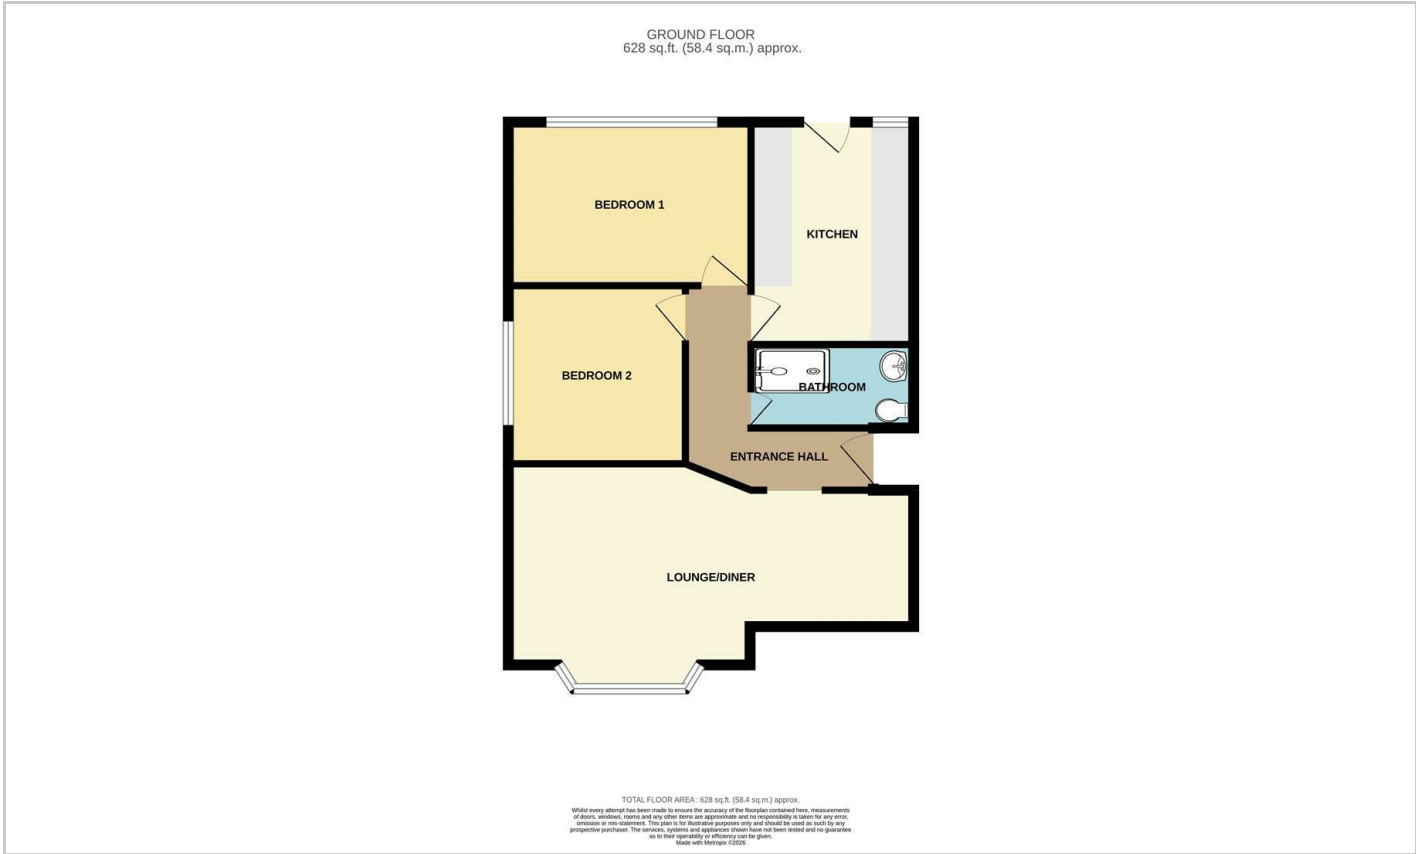 GROUND FLOOR
628 sq.ft. (58.4 sq.m.) approx.
BEDROOM 1
KITCHEN
BEDROOM 2
BATHROOM
ENTRANCE HALL
LOUNGE/DINER
TOTAL FLOOR AREA : 628 sq.ft. (58.4 sq.m.) approx.
Whilst every attempt has been made to ensure the accuracy of the floorplan contained here, measurements
of doors, windows, rooms and any other items are approximate and no responsibility is taken for any error,
omission or mis-statement. This plan is for illustrative purposes only and should be used as such by any
prospective purchaser. The services, systems and appliances shown have not been tested and no guarantee
as to their operability or efficiency can be given.
Made with Metropix ©2026